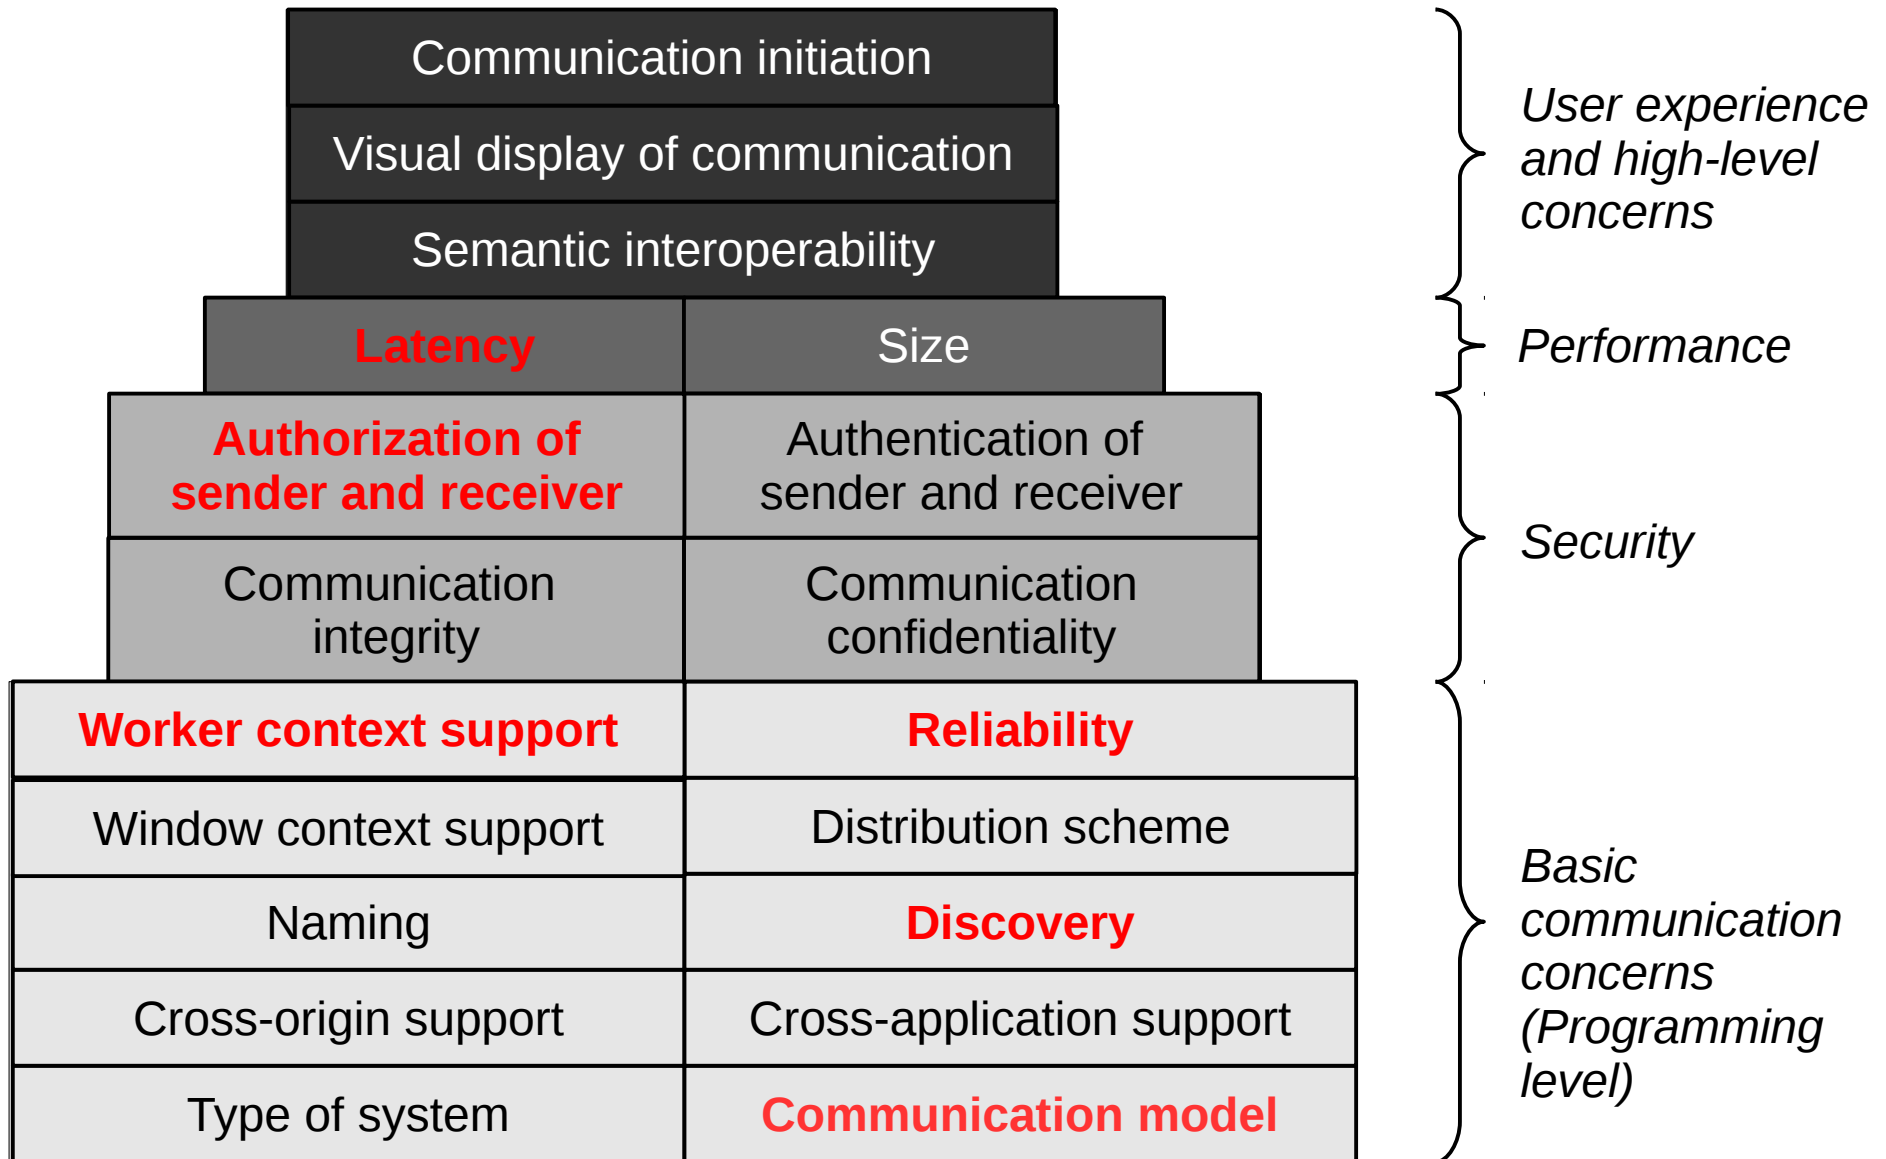 Communication initiation
Visual display of communication
Semantic interoperability
User experience
and high-level
concerns
Latency
Size
Performance
Authorization of
sender and receiver
Authentication of
sender and receiver
Communication
integrity
Communication
confidentiality
Security
Worker context support
Reliability
Window context support
Distribution scheme
Naming
Discovery
Cross-origin support
Cross-application support
Type of system
Communication model
Basic
communication
concerns
(Programming
level)